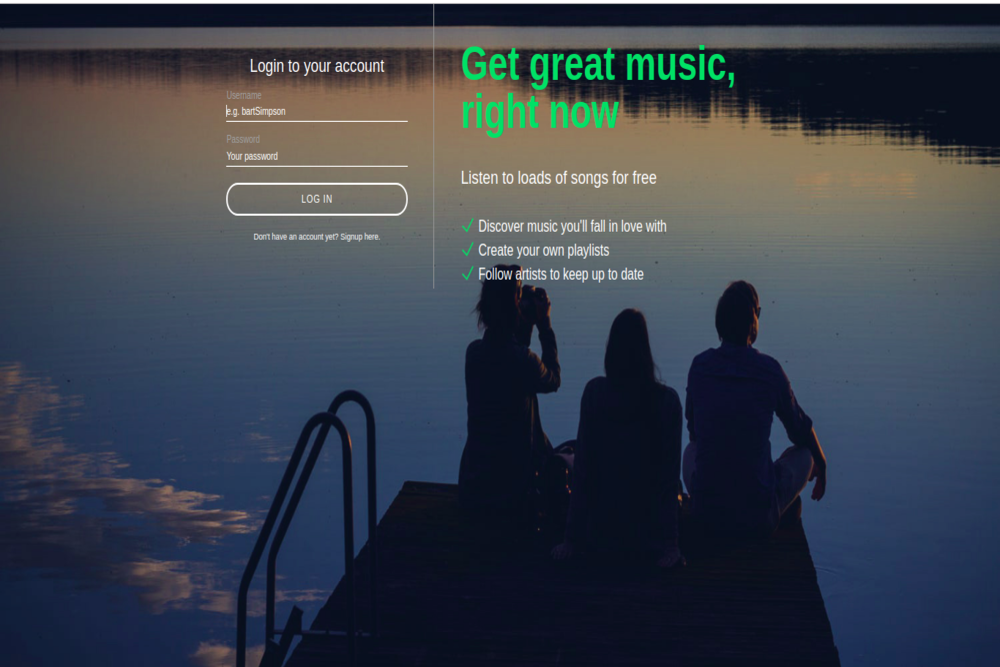 Login to your account
Username
e.g. bartSimpson
Password
Your password
LOG IN
Don't have an account yet? Signup here.
Get great music,
right now
Listen to loads of songs for free
Discover music you'll fall in love with
Create your own playlists
Follow artists to keep up to date